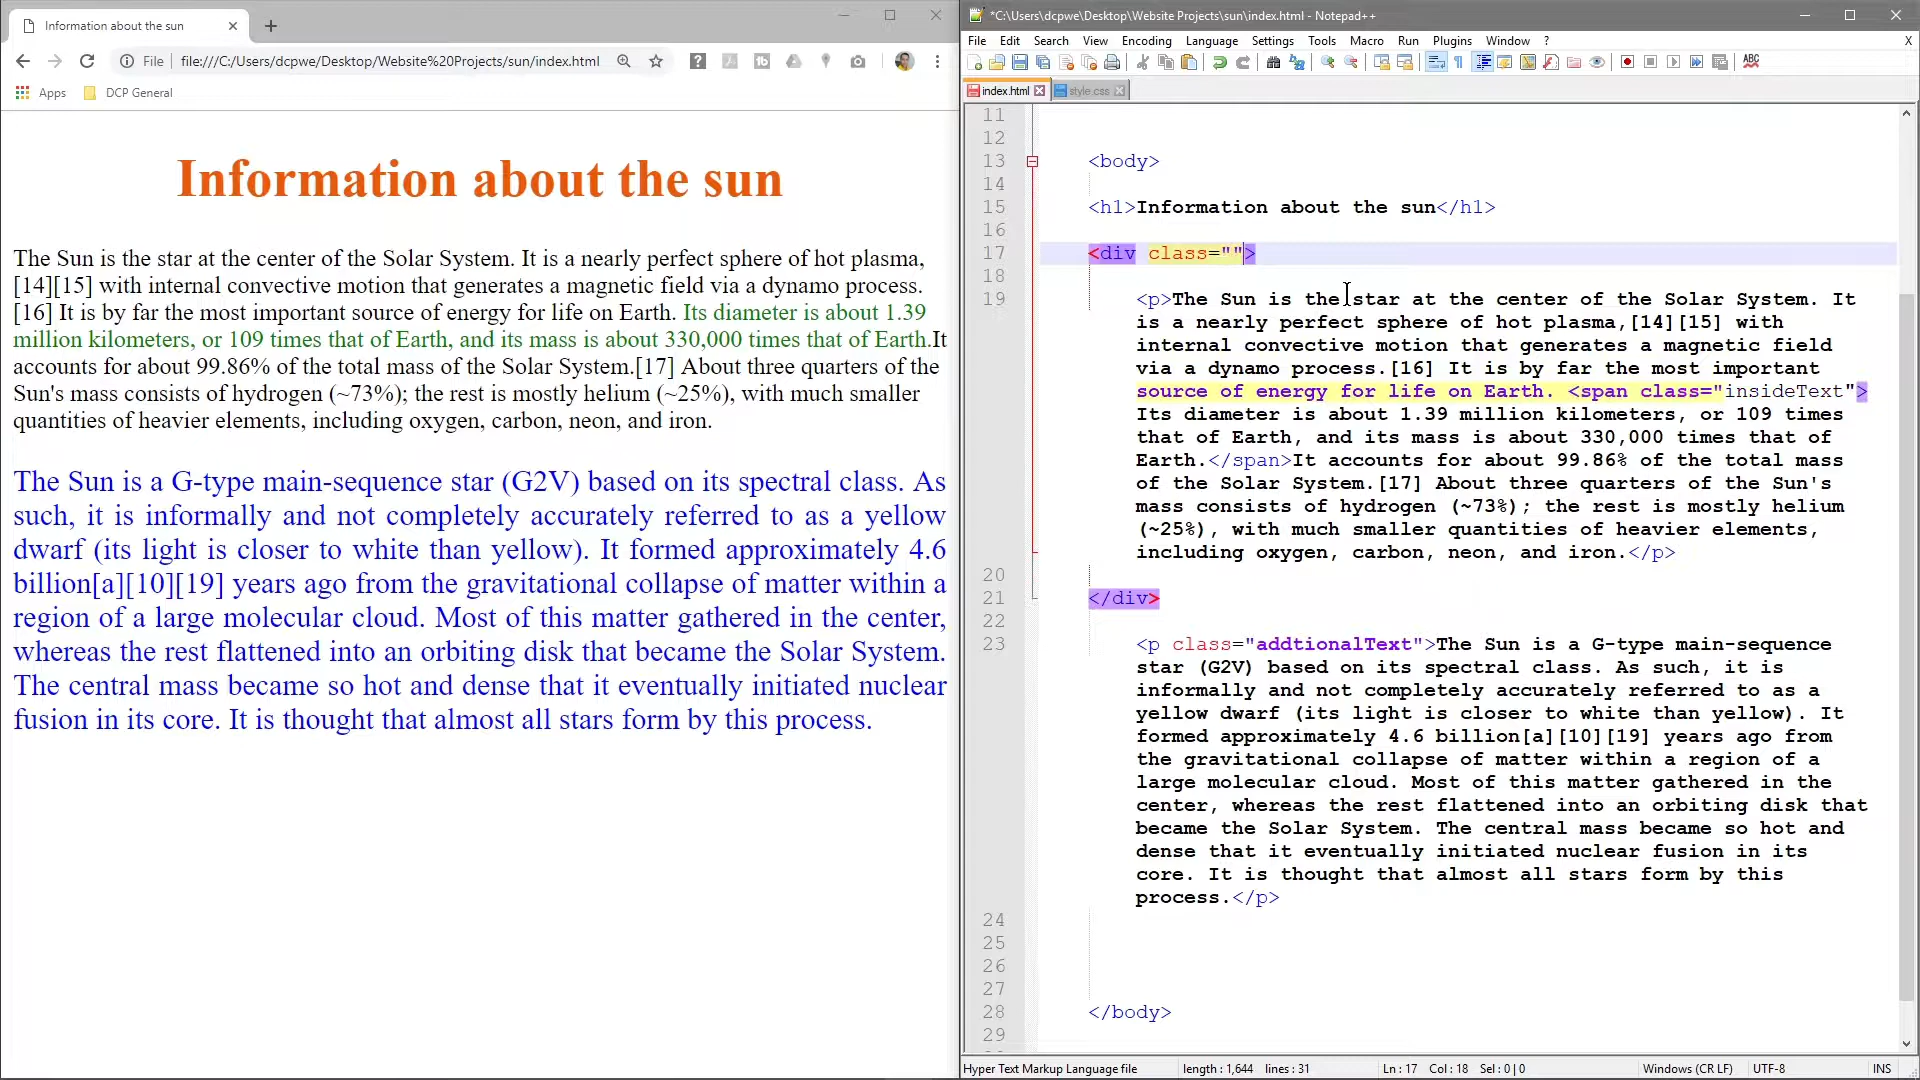 Information about the sun
File
file:///C:/Users/dcpwe/Desktop/Website%20Projects/sun/index.html
Apps
DCP General
Information about the sun
The Sun is the star at the center of the Solar System. It is a nearly perfect sphere of hot plasma,
[14][15] with internal convective motion that generates a magnetic field via a dynamo process.
[16] It is by far the most important source of energy for life on Earth. Its diameter is about 1.39
million kilometers, or 109 times that of Earth, and its mass is about 330,000 times that of Earth.It
accounts for about 99.86% of the total mass of the Solar System.[17] About three quarters of the
Sun's mass consists of hydrogen (~73%); the rest is mostly helium (~25%), with much smaller
quantities of heavier elements, including oxygen, carbon, neon, and iron.
The Sun is a G-type main-sequence star (G2V) based on its spectral class. As
such, it is informally and not completely accurately referred to as a yellow
dwarf (its light is closer to white than yellow). It formed approximately 4.6
billion[a][10][19] years ago from the gravitational collapse of matter within a
region of a large molecular cloud. Most of this matter gathered in the center,
whereas the rest flattened into an orbiting disk that became the Solar System.
The central mass became so hot and dense that it eventually initiated nuclear
fusion in its core. It is thought that almost all stars form by this process.
*C:\Users\dcpwe\Desktop\Website Projects\sun\index.html - Notepad++
File Edit Search View Encoding Language Settings Tools Macro Run Plugins Window ? X
index.html style.css
11
12
13 <body>
14
15 <h1>Information about the sun</h1>
16
17 <div class="">
18
19 <p>The Sun is the star at the center of the Solar System. It
is a nearly perfect sphere of hot plasma,[14][15] with
internal convective motion that generates a magnetic field
via a dynamo process.[16] It is by far the most important
source of energy for life on Earth. <span class="insideText">
Its diameter is about 1.39 million kilometers, or 109 times
that of Earth, and its mass is about 330,000 times that of
Earth.</span>It accounts for about 99.86% of the total mass
of the Solar System.[17] About three quarters of the Sun's
mass consists of hydrogen (~73%); the rest is mostly helium
(~25%), with much smaller quantities of heavier elements,
including oxygen, carbon, neon, and iron.</p>
20
21 </div>
22
23 <p class="addtionalText">The Sun is a G-type main-sequence
star (G2V) based on its spectral class. As such, it is
informally and not completely accurately referred to as a
yellow dwarf (its light is closer to white than yellow). It
formed approximately 4.6 billion[a][10][19] years ago from
the gravitational collapse of matter within a region of a
large molecular cloud. Most of this matter gathered in the
center, whereas the rest flattened into an orbiting disk that
became the Solar System. The central mass became so hot and
dense that it eventually initiated nuclear fusion in its
core. It is thought that almost all stars form by this
process.</p>
24
25
26
27
28 </body>
29
Hyper Text Markup Language file length : 1,644 lines : 31 Ln : 17 Col : 18 Sel : 0 | 0 Windows (CR LF) UTF-8 INS